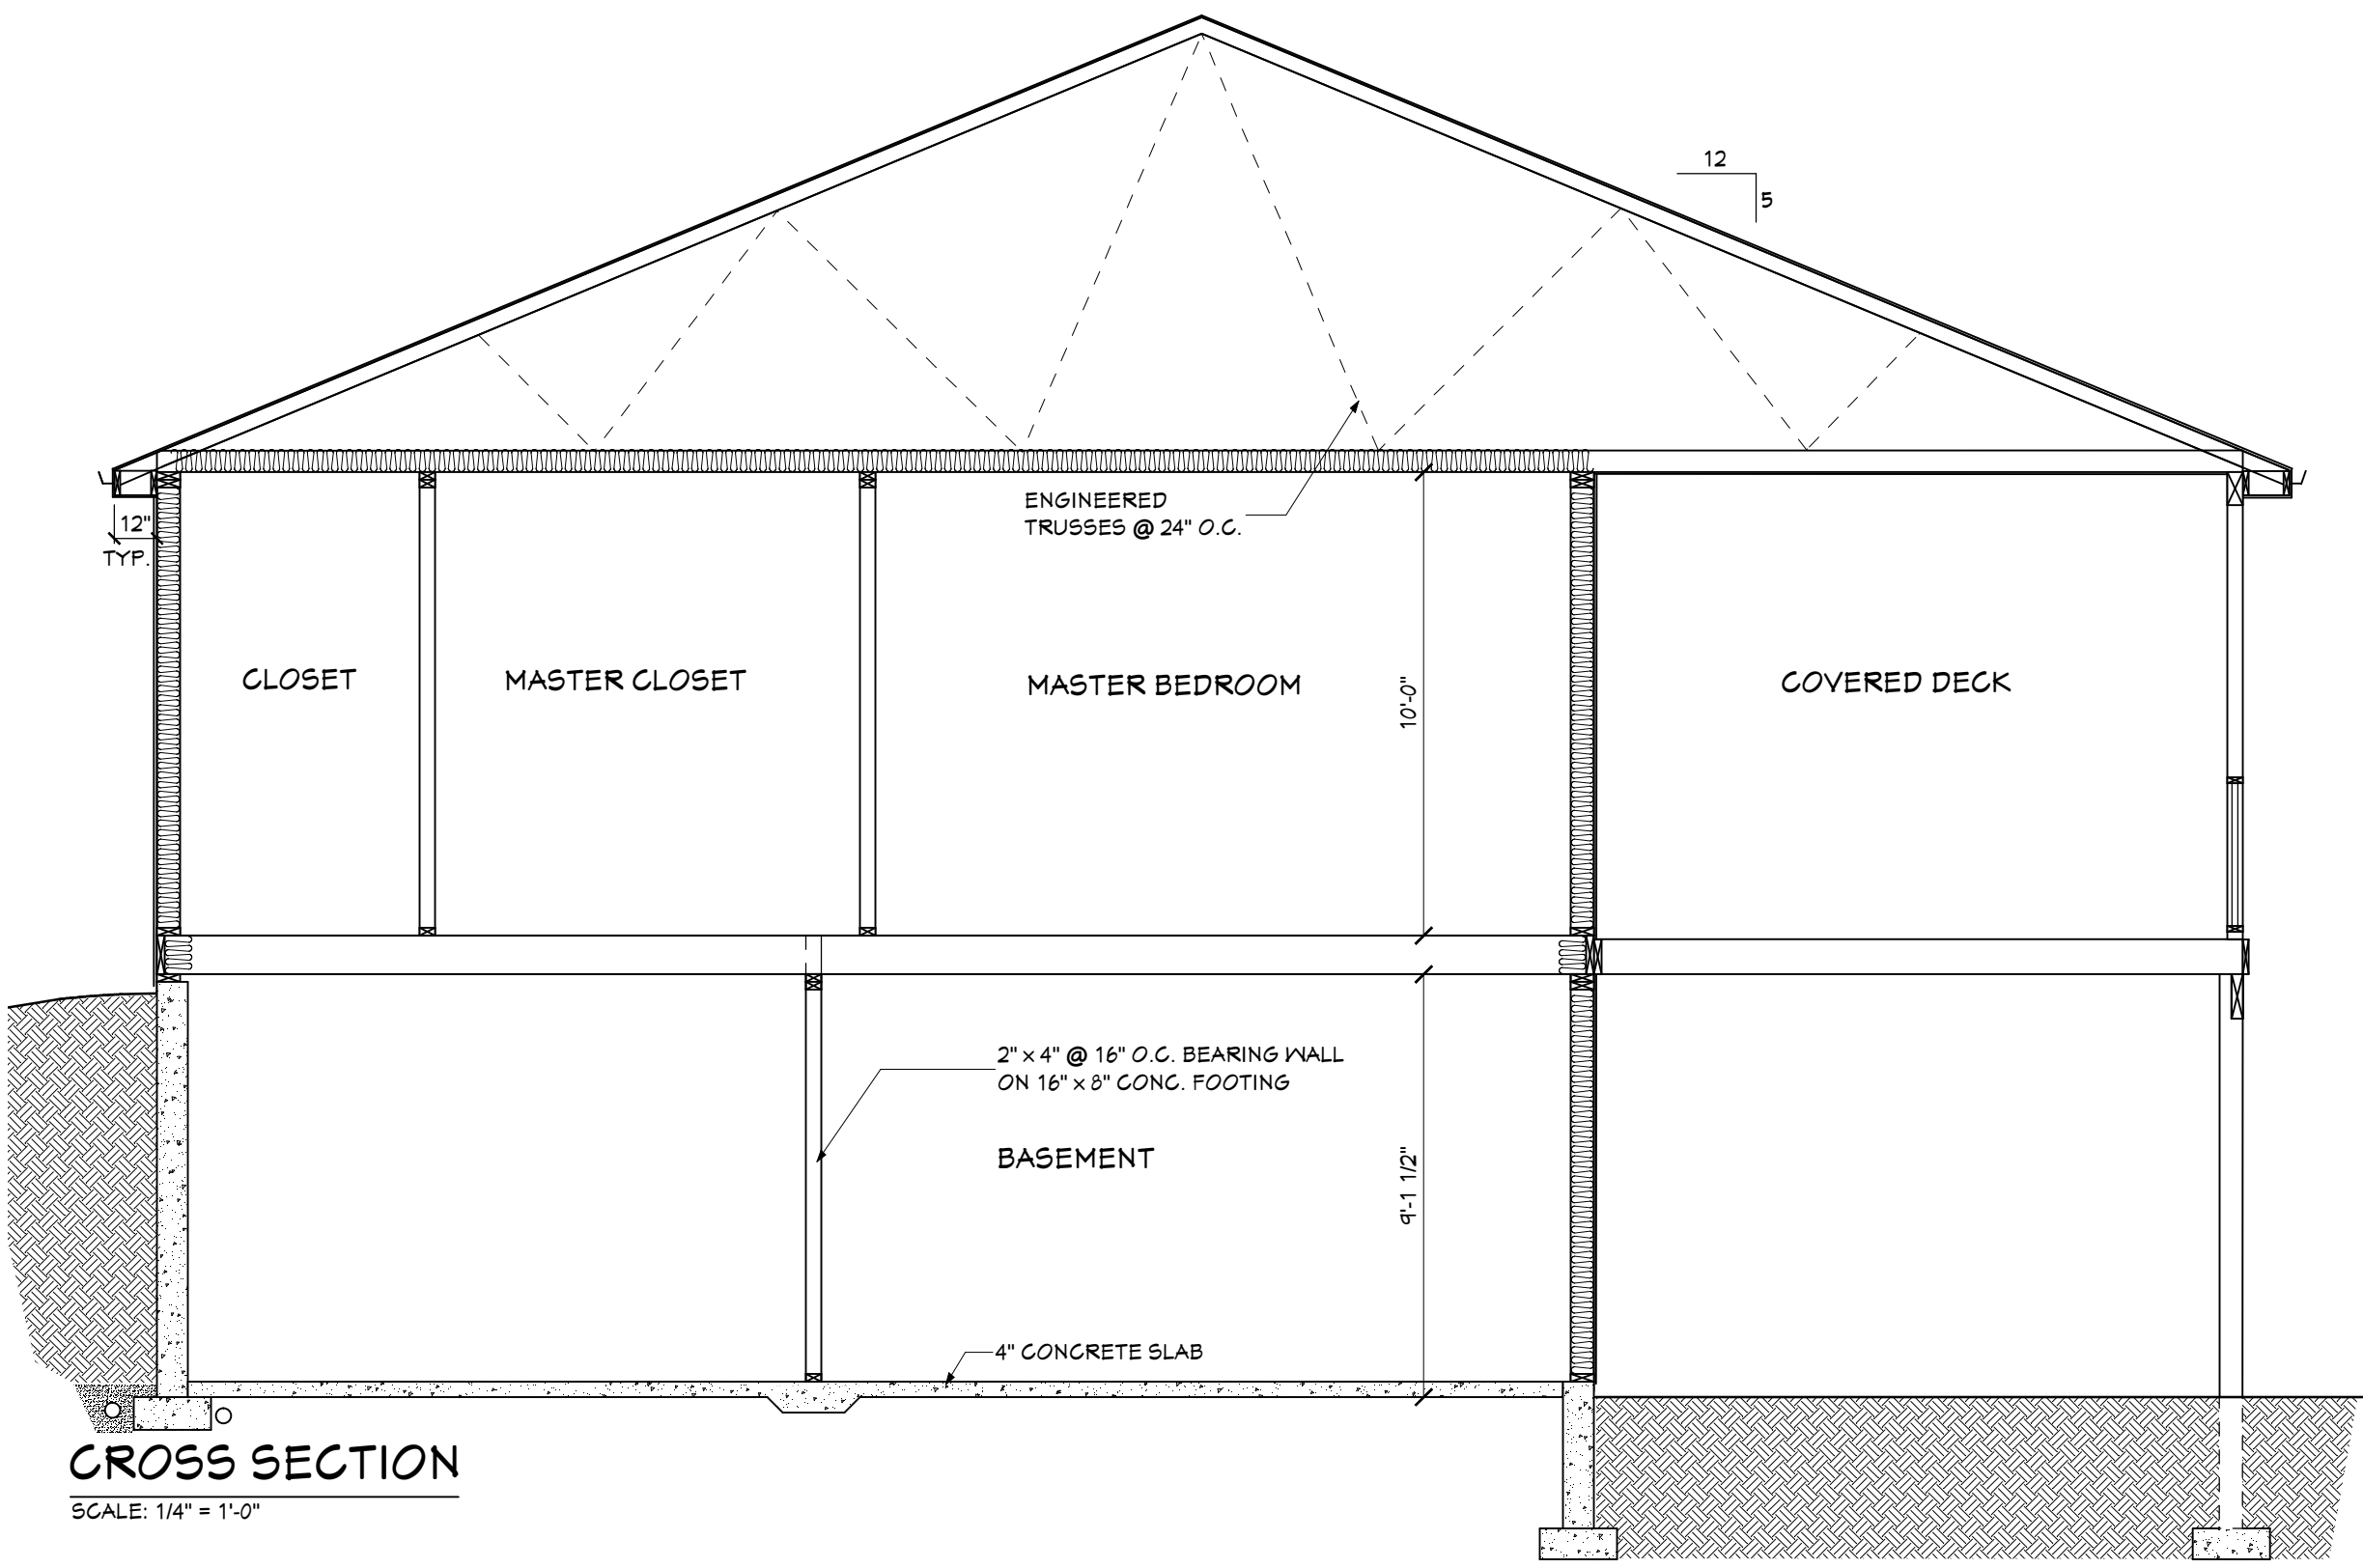 12
5
12"
TYP.
ENGINEERED
TRUSSES @ 24" O.C.
CLOSET
MASTER CLOSET
MASTER BEDROOM
10'-0"
COVERED DECK
2" x 4" @ 16" O.C. BEARING WALL
ON 16" x 8" CONC. FOOTING
BASEMENT
9'-1 1/2"
4" CONCRETE SLAB
CROSS SECTION
SCALE: 1/4" = 1'-0"